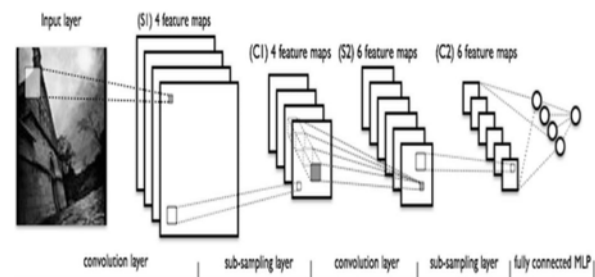 Input layer
(S1) 4 feature maps
(C1) 4 feature maps
(S2) 6 feature maps
(C2) 6 feature maps
convolution layer
sub-sampling layer
convolution layer
sub-sampling layer
fully connected MLP